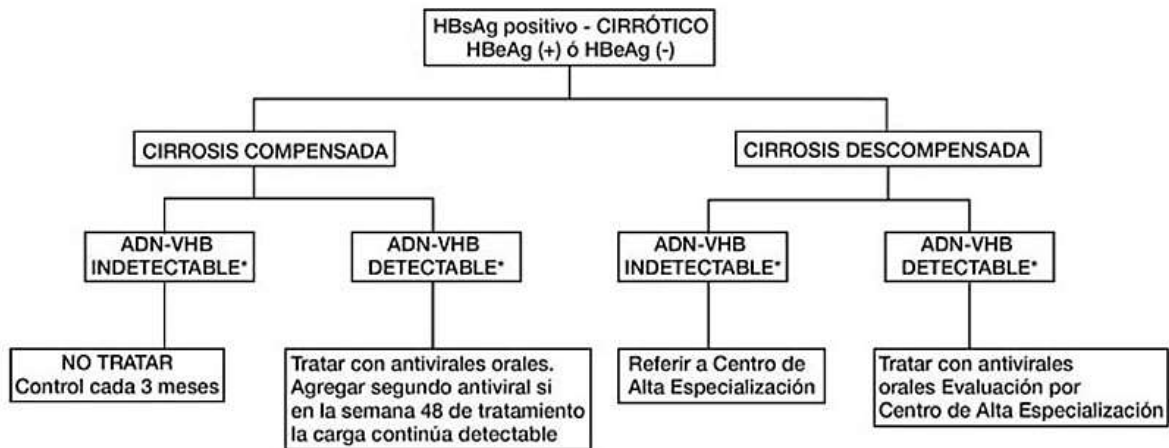 HBsAg positivo - CIRRÓTICO
HBeAg (+) ó HBeAg (-)
CIRROSIS COMPENSADA
CIRROSIS DESCOMPENSADA
ADN-VHB
INDETECTABLE*
ADN-VHB
DETECTABLE*
ADN-VHB
INDETECTABLE*
ADN-VHB
DETECTABLE*
NO TRATAR
Control cada 3 meses
Tratar con antivirales orales.
Agregar segundo antiviral si
en la semana 48 de tratamiento
la carga continúa detectable
Referir a Centro de
Alta Especialización
Tratar con antivirales
orales Evaluación por
Centro de Alta Especialización